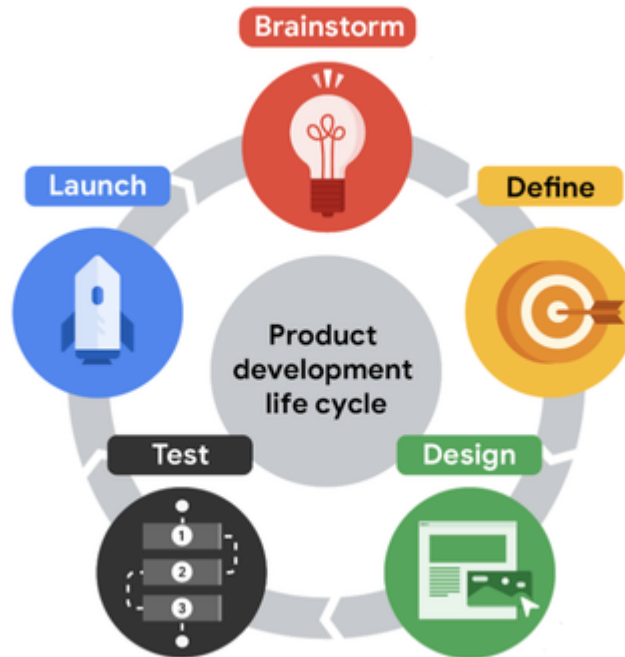 Brainstorm
Launch
Define
Product
development
life cycle
Test
Design
1
2
3